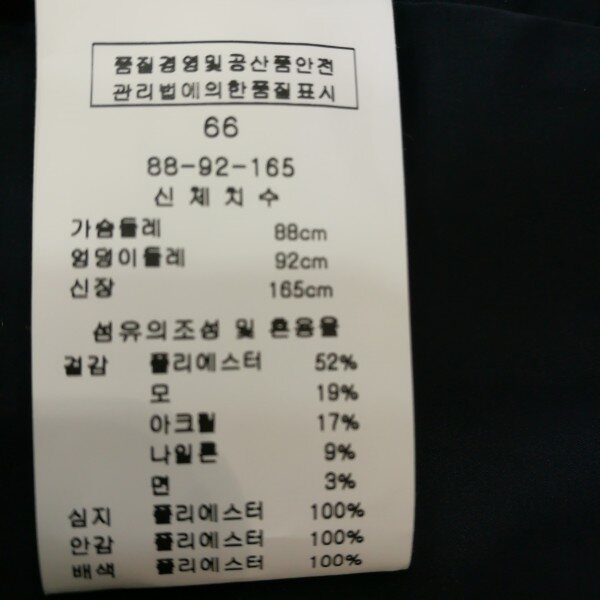 품질경영및공산품안전
관리법에의한품질표시
66
88-92-165
신체치수
가슴둘레 88cm
엉덩이둘레 92cm
신장 165cm
섬유의조성 및 혼용율
겉감 폴리에스터 52%
모 19%
아크릴 17%
나일론 9%
면 3%
심지 폴리에스터 100%
안감 폴리에스터 100%
배색 폴리에스터 100%